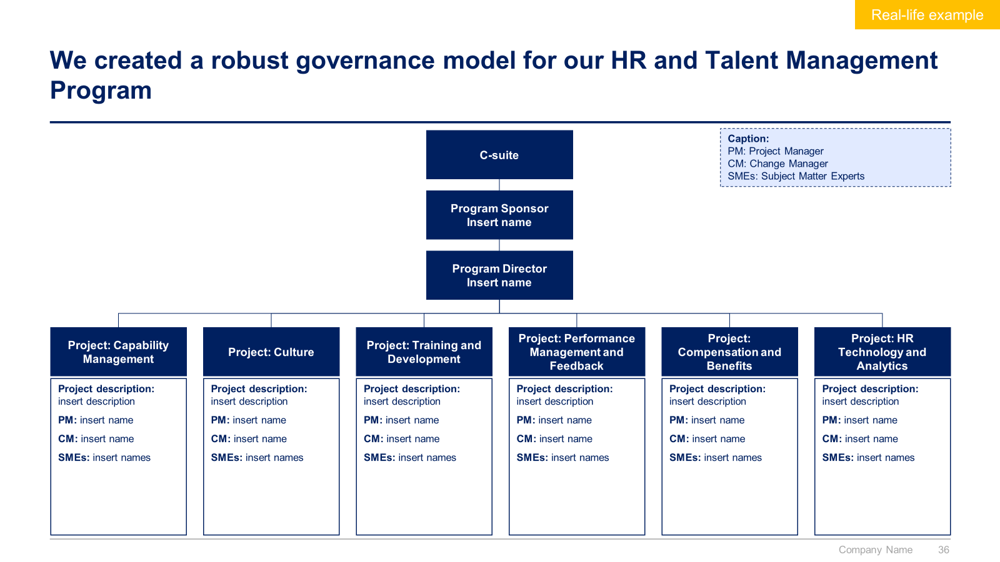 Real-life example
We created a robust governance model for our HR and Talent Management
Program
C-suite
Caption:
PM: Project Manager
CM: Change Manager
SMEs: Subject Matter Experts
Program Sponsor
Insert name
Program Director
Insert name
Project: Capability
Management
Project description:
insert description
PM: insert name
CM: insert name
SMEs: insert names
Project: Culture
Project description:
insert description
PM: insert name
CM: insert name
SMEs: insert names
Project: Training and
Development
Project description:
insert description
PM: insert name
CM: insert name
SMEs: insert names
Project: Performance
Management and
Feedback
Project description:
insert description
PM: insert name
CM: insert name
SMEs: insert names
Project:
Compensation and
Benefits
Project description:
insert description
PM: insert name
CM: insert name
SMEs: insert names
Project: HR
Technology and
Analytics
Project description:
insert description
PM: insert name
CM: insert name
SMEs: insert names
Company Name 36